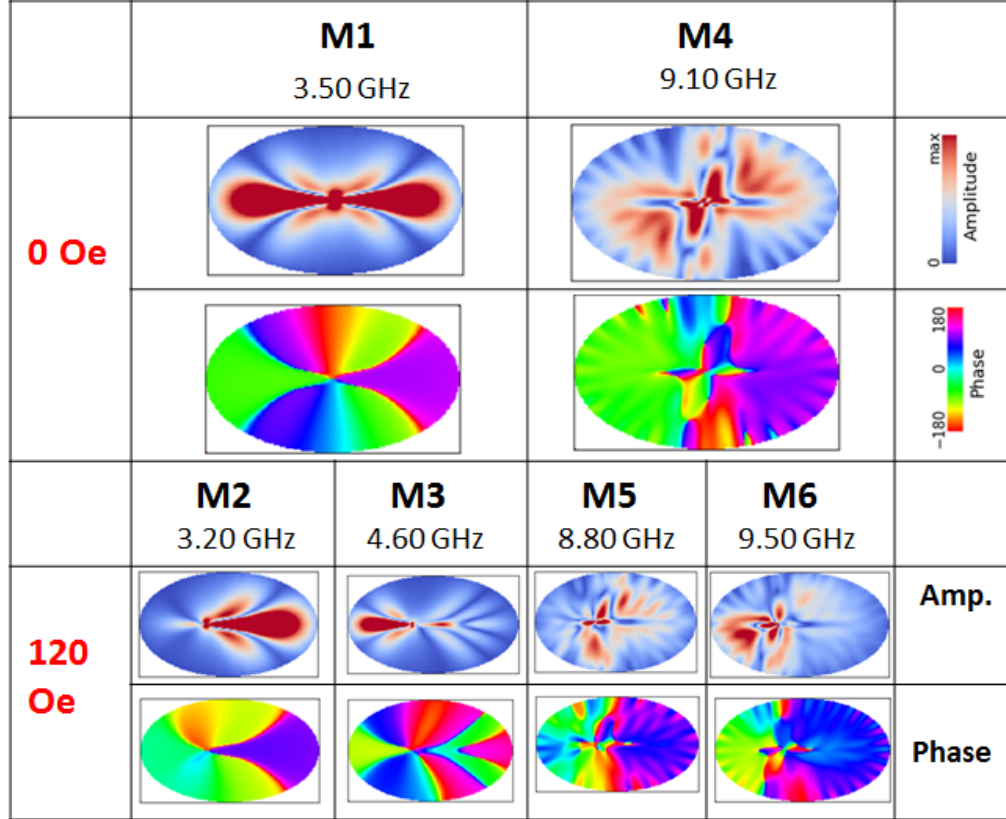 M1
3.50 GHz
M4
9.10 GHz
0 Oe
max
Amplitude
0
180
0
-180
Phase
M2
3.20 GHz
M3
4.60 GHz
M5
8.80 GHz
M6
9.50 GHz
120
Oe
Amp.
Phase